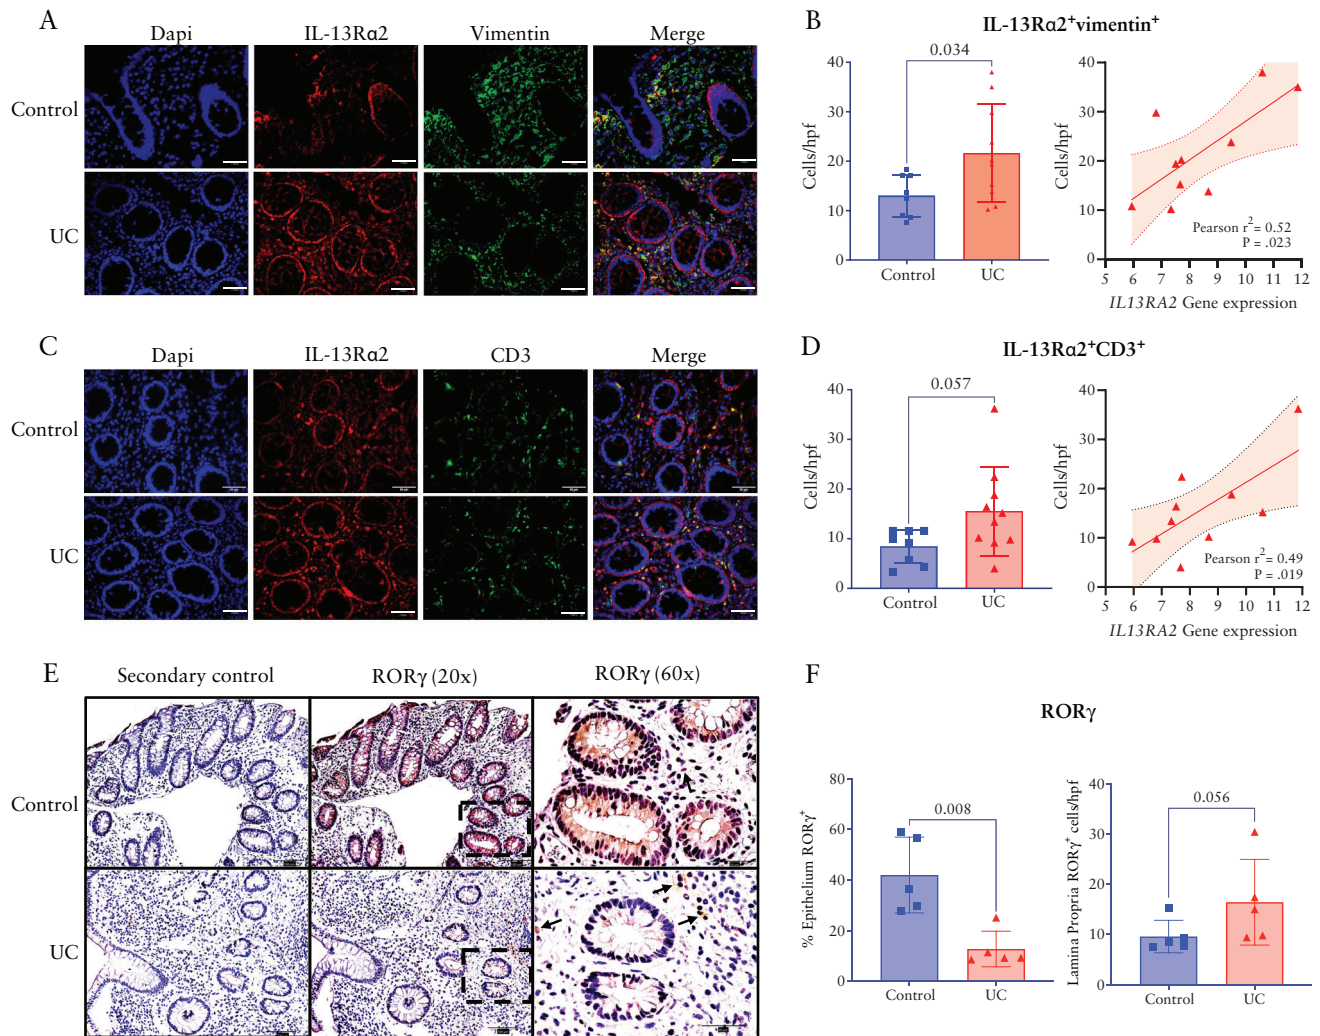 A
Dapi
IL-13Rα2
Vimentin
Merge
Control
UC
B
IL-13Rα2⁺vimentin⁺
0.034
Cells/hpf
40
30
20
10
0
Control
UC
Cells/hpf
40
30
20
10
0
Pearson r²= 0.52
P = .023
5 6 7 8 9 10 11 12
IL13RA2 Gene expression
C
Dapi
IL-13Rα2
CD3
Merge
Control
UC
D
IL-13Rα2⁺CD3⁺
0.057
Cells/hpf
40
30
20
10
0
Control
UC
Cells/hpf
40
30
20
10
0
Pearson r² = 0.49
P = .019
5 6 7 8 9 10 11 12
IL13RA2 Gene expression
E
Secondary control
RORγ (20x)
RORγ (60x)
Control
UC
F
RORγ
% Epithelium RORγ⁺
80
60
40
20
0
0.008
Control
UC
Lamina Propria RORγ⁺ cells/hpf
40
30
20
10
0
0.056
Control
UC